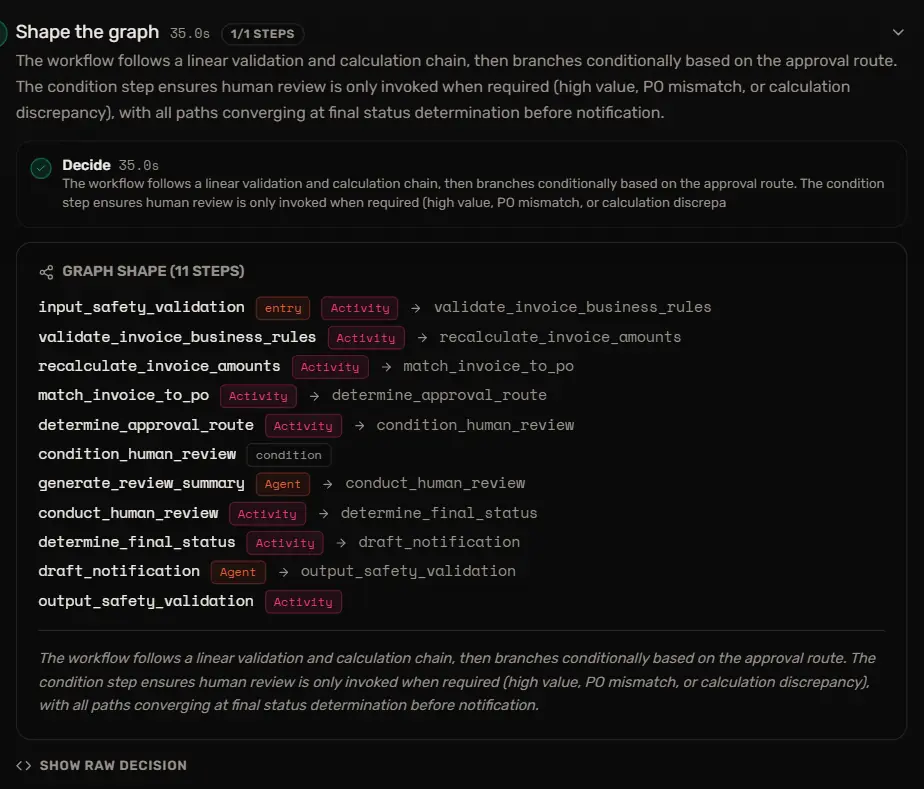 Shape the graph 35.0s 1/1 STEPS
The workflow follows a linear validation and calculation chain, then branches conditionally based on the approval route.
The condition step ensures human review is only invoked when required (high value, PO mismatch, or calculation
discrepancy), with all paths converging at final status determination before notification.
Decide 35.0s
The workflow follows a linear validation and calculation chain, then branches conditionally based on the approval route. The condition
step ensures human review is only invoked when required (high value, PO mismatch, or calculation discrepa
GRAPH SHAPE (11 STEPS)
input_safety_validation entry Activity → validate_invoice_business_rules
validate_invoice_business_rules Activity → recalculate_invoice_amounts
recalculate_invoice_amounts Activity → match_invoice_to_po
match_invoice_to_po Activity → determine_approval_route
determine_approval_route Activity → condition_human_review
condition_human_review condition
generate_review_summary Agent → conduct_human_review
conduct_human_review Activity → determine_final_status
determine_final_status Activity → draft_notification
draft_notification Agent → output_safety_validation
output_safety_validation Activity
The workflow follows a linear validation and calculation chain, then branches conditionally based on the approval route. The
condition step ensures human review is only invoked when required (high value, PO mismatch, or calculation discrepancy),
with all paths converging at final status determination before notification.
<> SHOW RAW DECISION